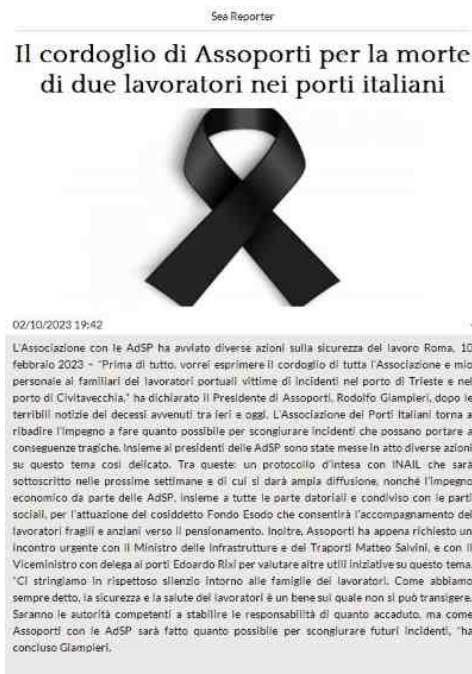 Sea Reporter
Il cordoglio di Assoporti per la morte
di due lavoratori nei porti italiani
02/10/2023 19:42
L'Associazione con le AdSP ha avviato diverse azioni sulla sicurezza del lavoro Roma, 10
febbraio 2023 – "Prima di tutto, vorrei esprimere il cordoglio di tutta l'Associazione e mio
personale ai familiari dei lavoratori portuali vittime di incidenti nel porto di Trieste e nel
porto di Civitavecchia," ha dichiarato il Presidente di Assoporti, Rodolfo Giampieri, dopo le
terribili notizie dei decessi avvenuti tra ieri e oggi. L'Associazione dei Porti Italiani torna a
ribadire l'impegno a fare quanto possibile per scongiurare incidenti che possano portare a
conseguenze tragiche. Insieme ai presidenti delle AdSP sono state messe in atto diverse azioni
su questo tema così delicato. Tra queste: un protocollo d'intesa con INAIL che sarà
sottoscritto nelle prossime settimane e di cui si darà ampia diffusione, nonché l'impegno
economico da parte delle AdSP, insieme a tutte le parti datoriali e condiviso con le parti
sociali, per l'attuazione del cosiddetto Fondo Esodo che consentirà l'accompagnamento dei
lavoratori fragili e anziani verso il pensionamento. Inoltre, Assoporti ha appena richiesto un
incontro urgente con il Ministro delle Infrastrutture e dei Trasporti Matteo Salvini, e con il
Viceministro con delega ai porti Edoardo Rixi per valutare altre utili iniziative su questo tema.
"Ci stringiamo in rispettoso silenzio intorno alle famiglie dei lavoratori. Come abbiamo
sempre detto, la sicurezza e la salute dei lavoratori è un bene sul quale non si può transigere.
Saranno le autorità competenti a stabilire le responsabilità di quanto accaduto, ma come
Assoporti con le AdSP sarà fatto quanto possibile per scongiurare futuri incidenti, "ha
concluso Giampieri.